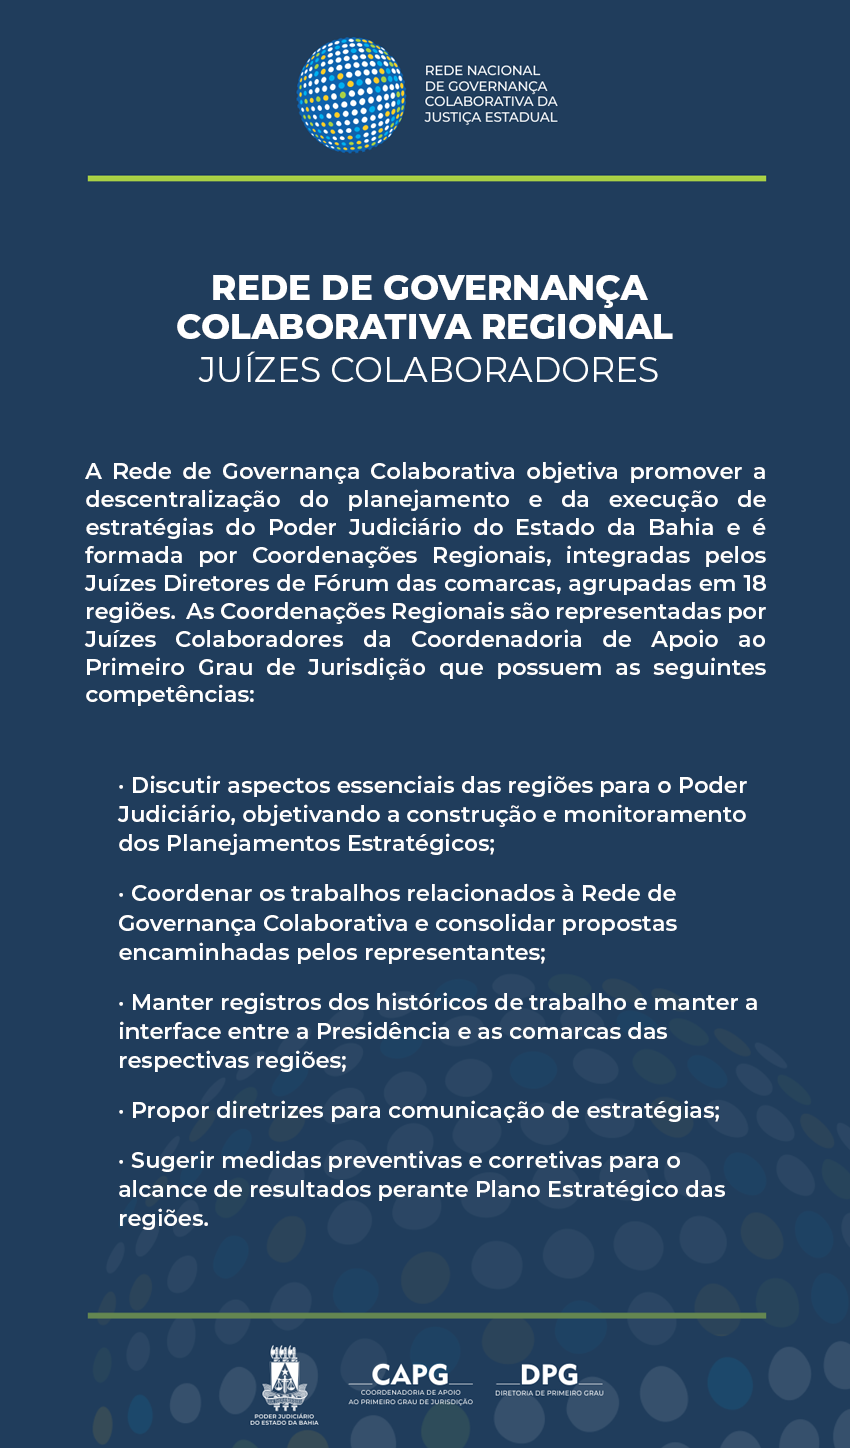 REDE NACIONAL
DE GOVERNANÇA
COLABORATIVA DA
JUSTIÇA ESTADUAL
REDE DE GOVERNANÇA
COLABORATIVA REGIONAL
JUÍZES COLABORADORES
A Rede de Governança Colaborativa objetiva promover a
descentralização do planejamento e da execução de
estratégias do Poder Judiciário do Estado da Bahia e é
formada por Coordenações Regionais, integradas pelos
Juízes Diretores de Fórum das comarcas, agrupadas em 18
regiões. As Coordenações Regionais são representadas por
Juízes Colaboradores da Coordenadoria de Apoio ao
Primeiro Grau de Jurisdição que possuem as seguintes
competências:
· Discutir aspectos essenciais das regiões para o Poder
Judiciário, objetivando a construção e monitoramento
dos Planejamentos Estratégicos;
· Coordenar os trabalhos relacionados à Rede de
Governança Colaborativa e consolidar propostas
encaminhadas pelos representantes;
· Manter registros dos históricos de trabalho e manter a
interface entre a Presidência e as comarcas das
respectivas regiões;
· Propor diretrizes para comunicação de estratégias;
· Sugerir medidas preventivas e corretivas para o
alcance de resultados perante Plano Estratégico das
regiões.
PODER JUDICIÁRIO
DO ESTADO DA BAHIA
CAPG
COORDENADORIA DE APOIO
AO PRIMEIRO GRAU DE JURISDIÇÃO
DPG
DIRETORIA DE PRIMEIRO GRAU